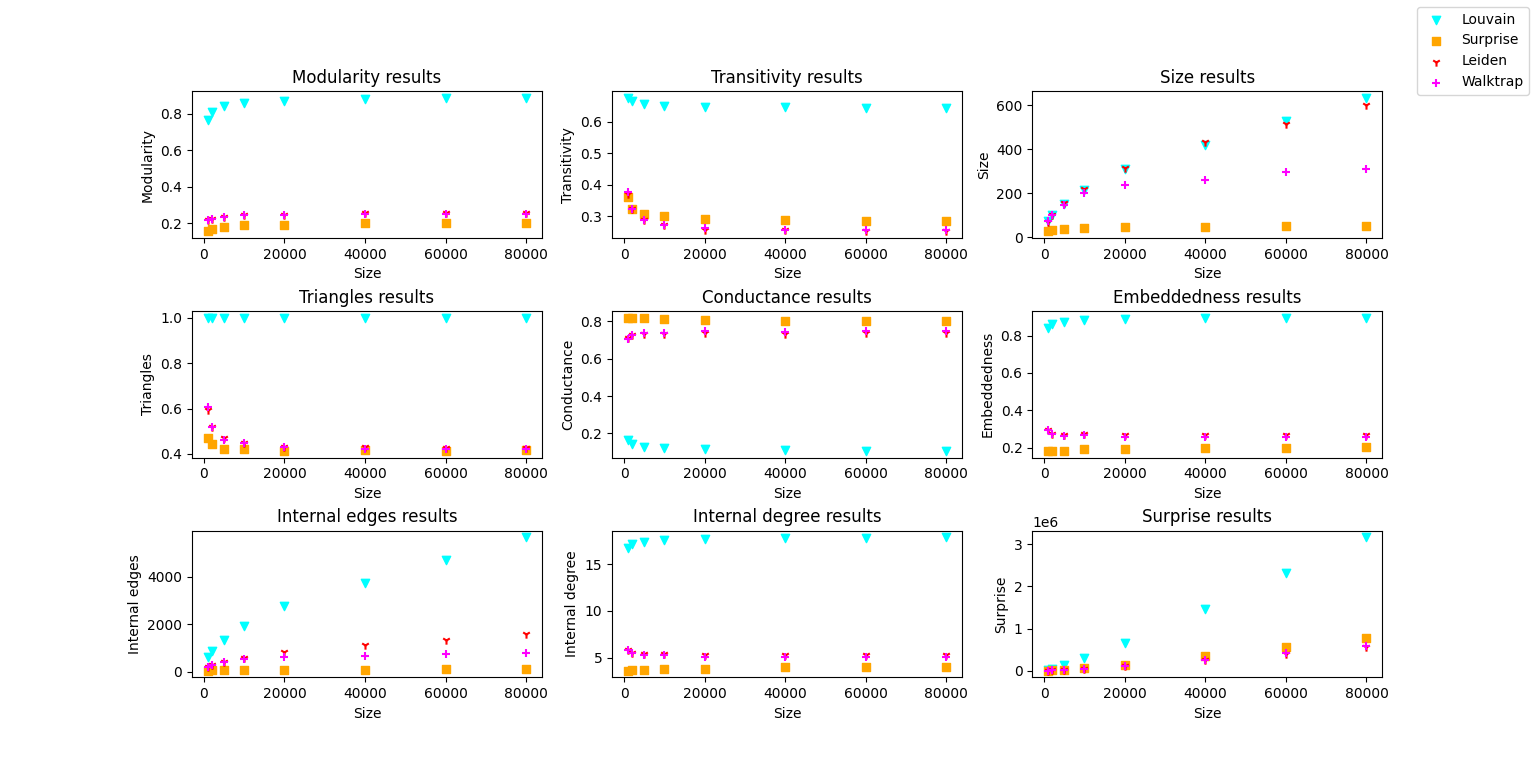 Louvain
Surprise
Leiden
Walktrap
Modularity results
Modularity
0.8
0.6
0.4
0.2
0 20000 40000 60000 80000
Size
Transitivity results
Transitivity
0.6
0.5
0.4
0.3
0 20000 40000 60000 80000
Size
Size results
Size
600
400
200
0
0 20000 40000 60000 80000
Size
Triangles results
Triangles
1.0
0.8
0.6
0.4
0 20000 40000 60000 80000
Size
Conductance results
Conductance
0.8
0.6
0.4
0.2
0 20000 40000 60000 80000
Size
Embeddedness results
Embeddedness
0.8
0.6
0.4
0.2
0 20000 40000 60000 80000
Size
Internal edges results
Internal edges
4000
2000
0
0 20000 40000 60000 80000
Size
Internal degree results
Internal degree
15
10
5
0 20000 40000 60000 80000
Size
Surprise results
1e6
Surprise
3
2
1
0
0 20000 40000 60000 80000
Size